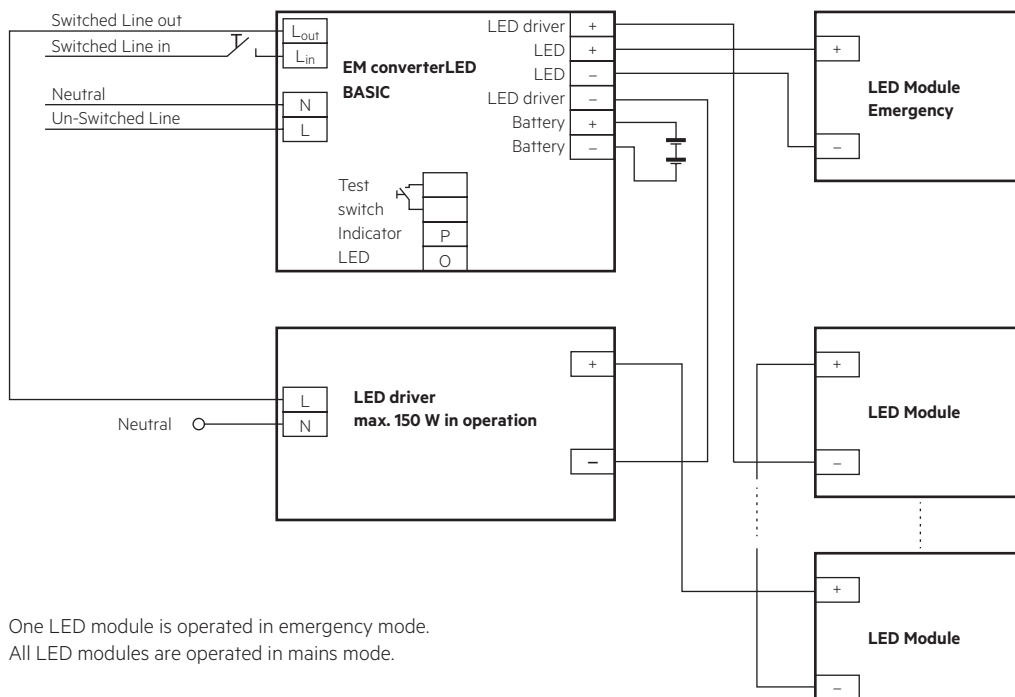 Switched Line out
Switched Line in
Neutral
Un-Switched Line
Lout
Lin
N
L
EM converterLED
BASIC
LED driver +
LED +
LED –
LED driver –
Battery +
Battery –
Test
switch
Indicator P
LED O
+
–
LED Module
Emergency
L
N
Neutral
LED driver
max. 150 W in operation
+
–
+
–
LED Module
+
–
LED Module
One LED module is operated in emergency mode.
All LED modules are operated in mains mode.